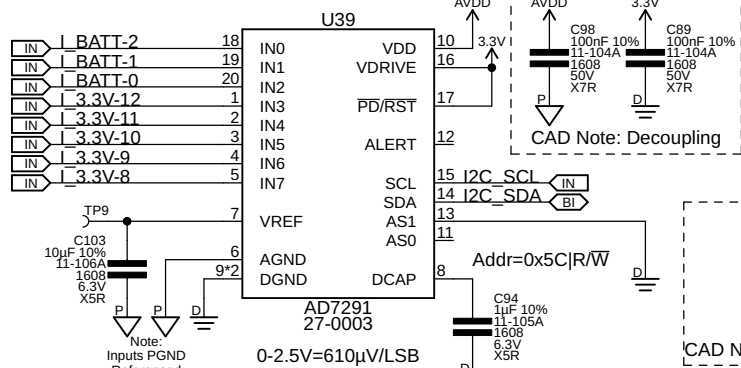 AVDD
AVDD
3.3V
U39
C98
100nF 10%
11-104A
1608
50V
X7R
P
C89
100nF 10%
11-104A
1608
50V
X7R
D
CAD Note: Decoupling
IN I_BATT-2 18 IN0
IN I_BATT-1 19 IN1
IN I_BATT-0 20 IN2
IN I_3.3V-12 1 IN3
IN I_3.3V-11 2 IN4
IN I_3.3V-10 3 IN5
IN I_3.3V-9 4 IN6
IN I_3.3V-8 5 IN7
VDD 10
3.3V
VDRIVE 16
PD/RST 17
ALERT 12
SCL 15 I2C_SCL IN
SDA 14 I2C_SDA BI
TP9 7 VREF
AS1 13
AS0 11
C103
10µF 10%
11-106A
1608
6.3V
X5R
P
6 AGND
P
9*2 DGND
D
DCAP 8
Addr=0x5C|R/W
D
AD7291
27-0003
C94
1µF 10%
11-105A
1608
6.3V
X5R
D
Note:
Inputs PGND
Referenced
0-2.5V=610µV/LSB
CAD N